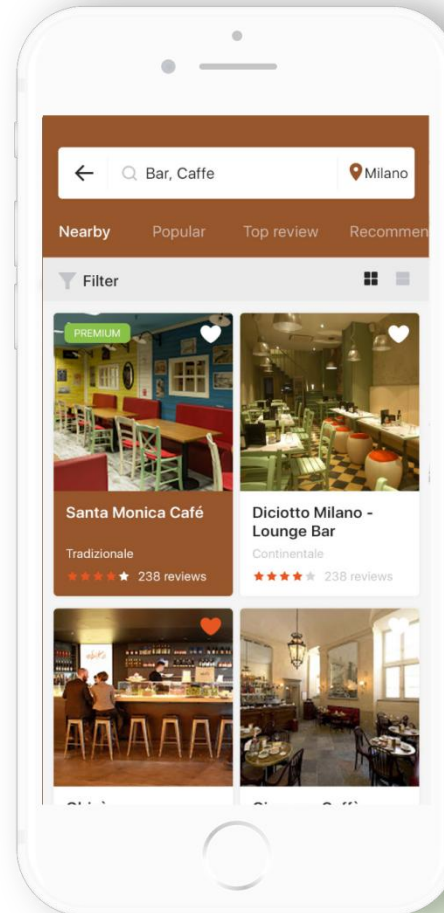 Bar, Caffe
Milano
Nearby Popular Top review Recommen
Filter
PREMIUM
Santa Monica Café
Diciotto Milano -
Lounge Bar
Tradizionale
Continentale
238 reviews
238 reviews